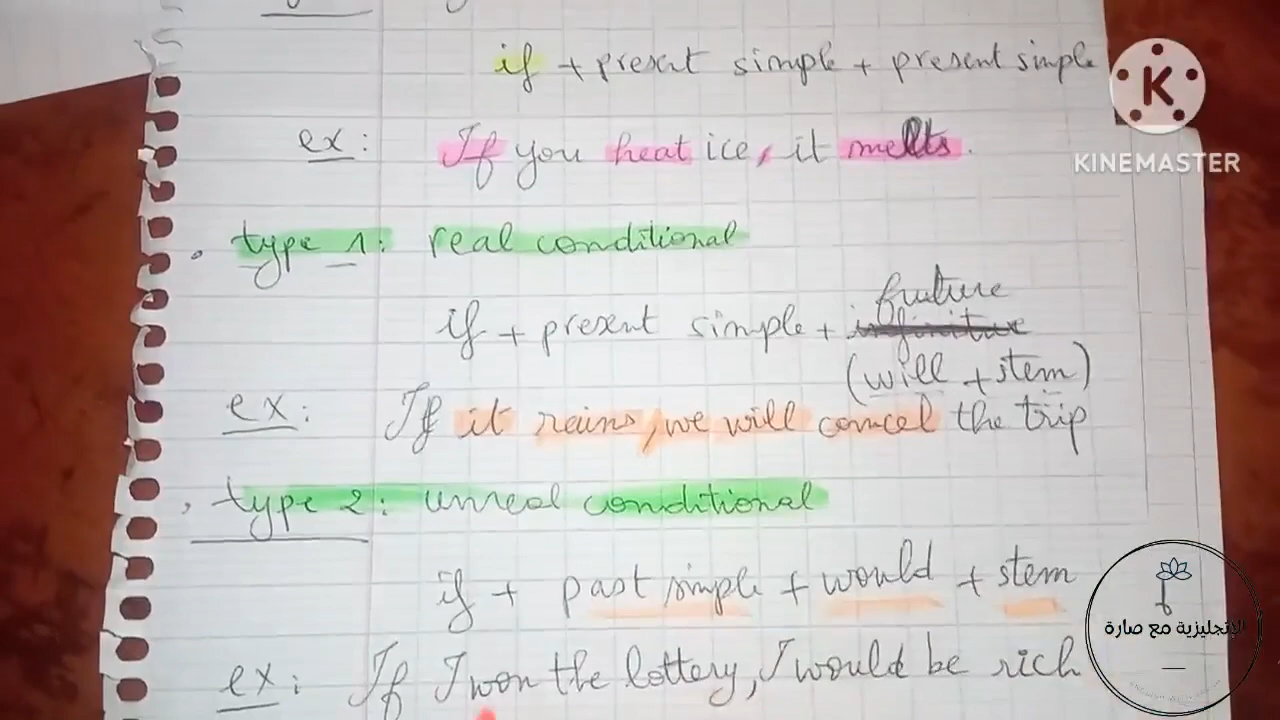 if + present simple + present simple
ex: If you heat ice, it melts.
KINEMASTER
type 1: real conditional
if + present simple + future
(will + stem)
ex: If it reins, we will cancel the trip
type 2: unreal conditional
if + past simple + would + stem
الإنجليزية مع صارة
ex: If I won the lottery, I would be rich